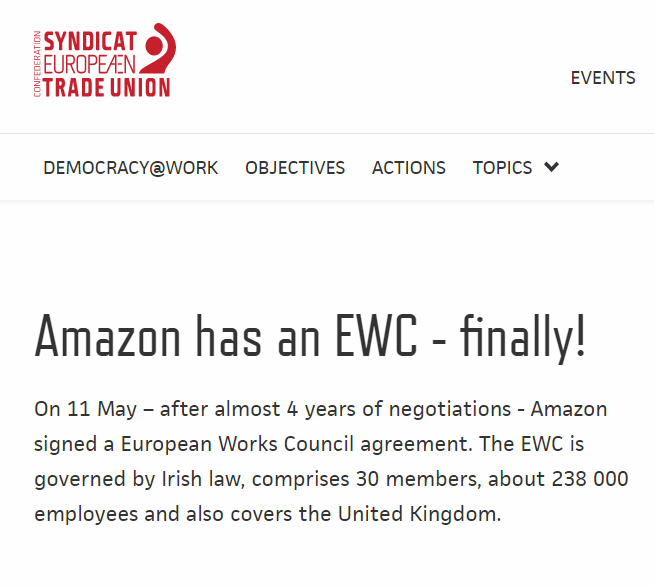 CONFEDERATION
SYNDICAT
EUROPEÆN
TRADE UNION
EVENTS
DEMOCRACY@WORK OBJECTIVES ACTIONS TOPICS
Amazon has an EWC - finally!
On 11 May – after almost 4 years of negotiations - Amazon
signed a European Works Council agreement. The EWC is
governed by Irish law, comprises 30 members, about 238 000
employees and also covers the United Kingdom.